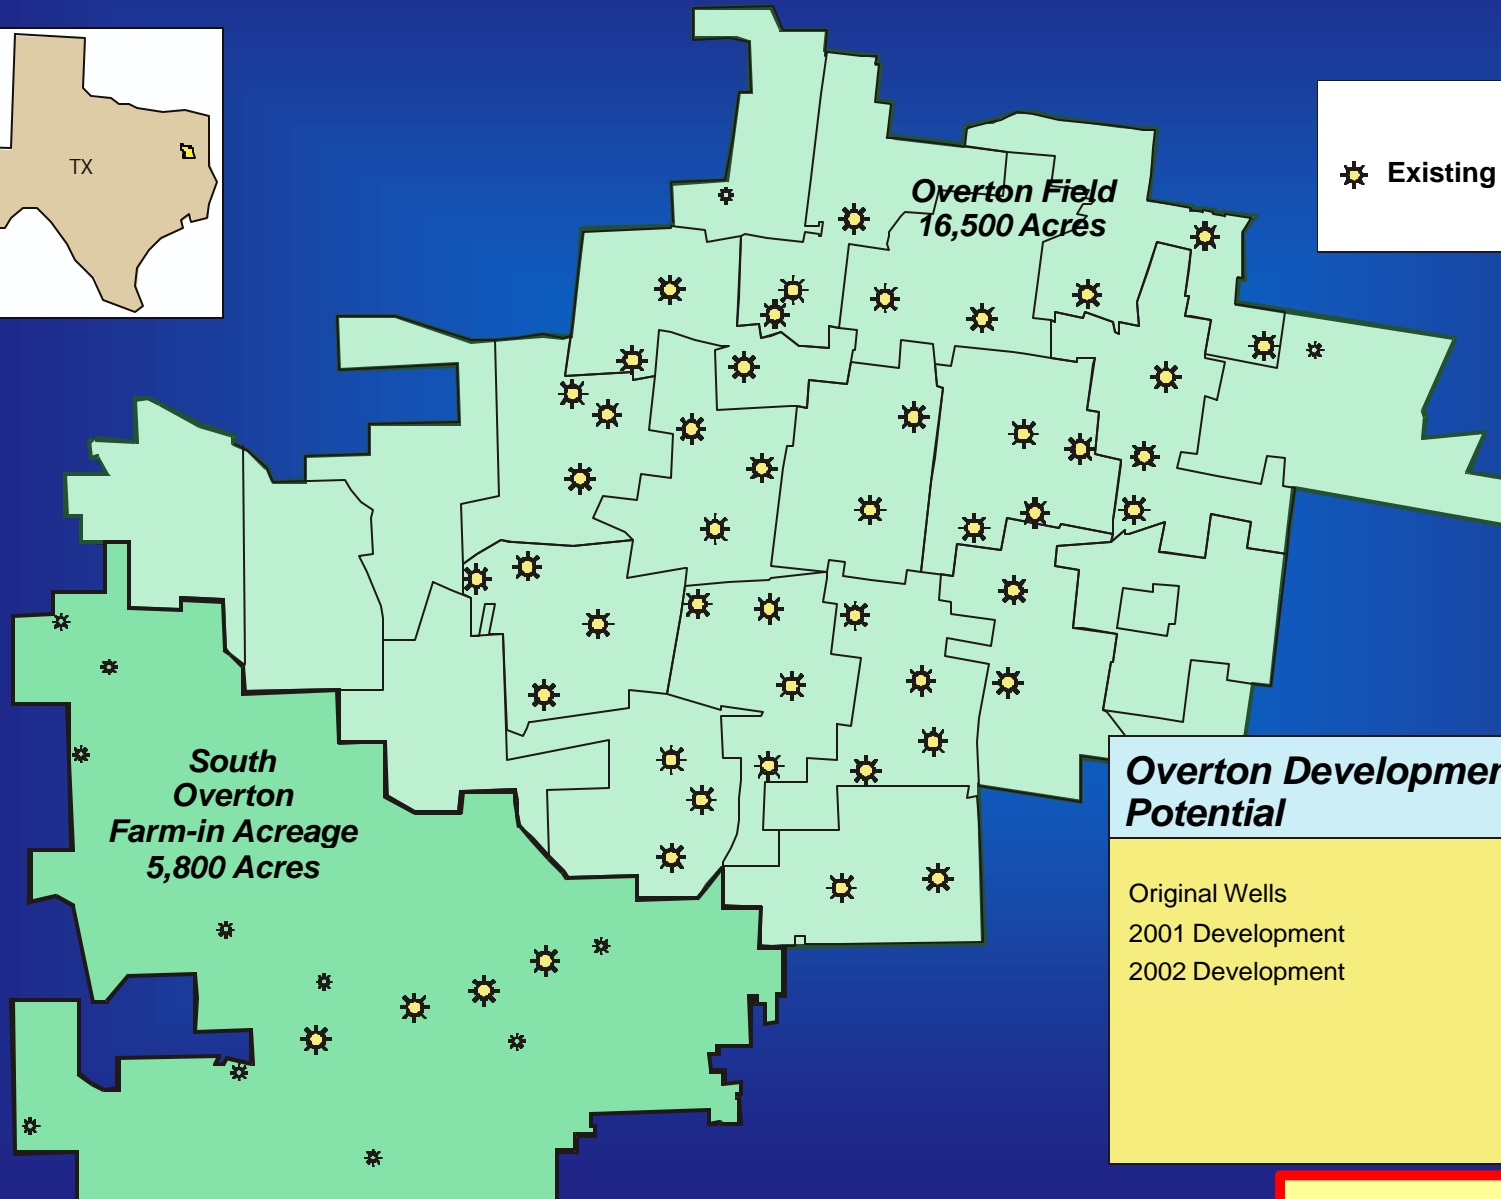 TX
Overton Field
16,500 Acres
Existing
South
Overton
Farm-in Acreage
5,800 Acres
Overton Developmen
Potential
Original Wells
2001 Development
2002 Development